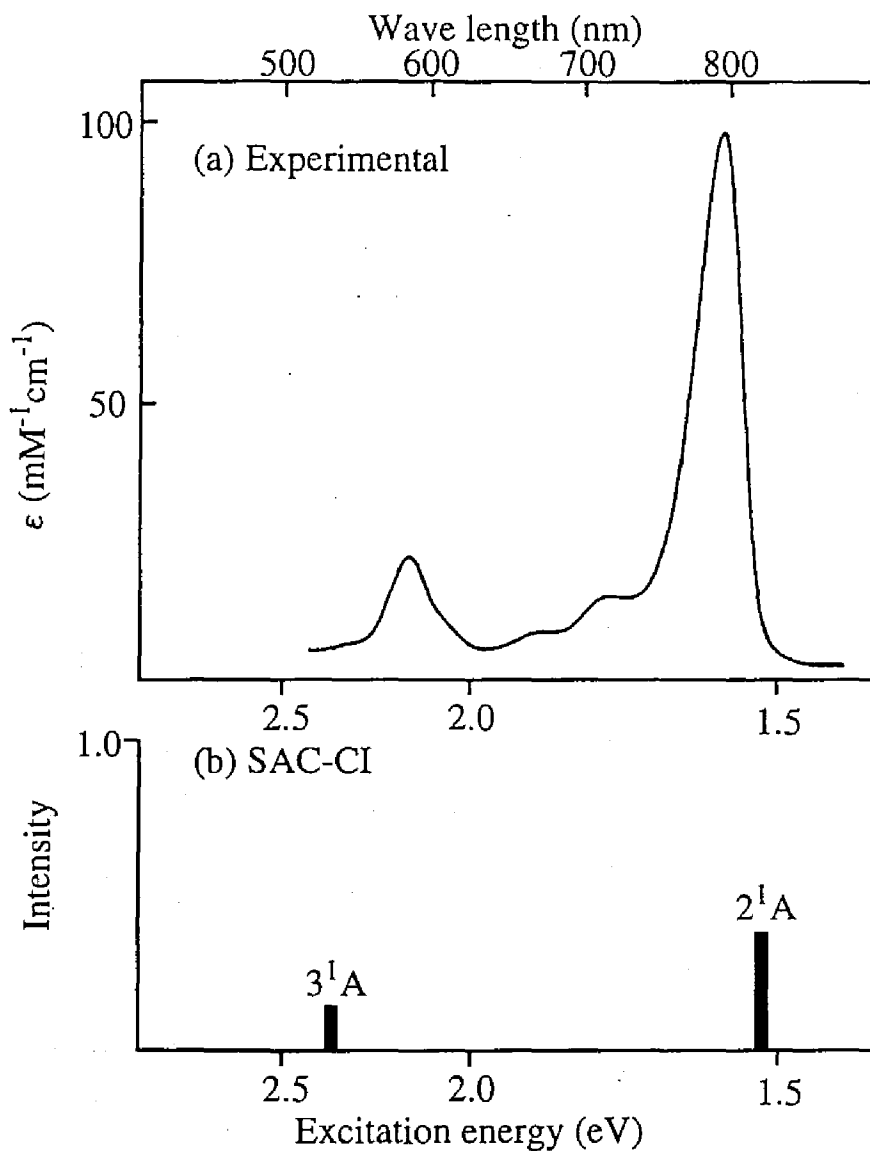 Wave length (nm)
500 600 700 800
100
(a) Experimental
50
ε (mM⁻¹cm⁻¹)
2.5 2.0 1.5
1.0
(b) SAC-CI
Intensity
2¹A
3¹A
2.5 2.0 1.5
Excitation energy (eV)